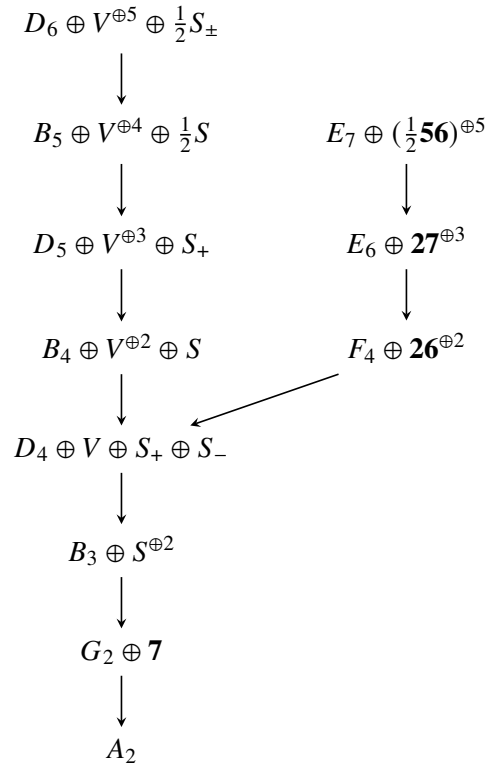 D₆ ⊕ V^{⊕5} ⊕ ½S_±
B₅ ⊕ V^{⊕4} ⊕ ½S    E₇ ⊕ (½𝟓𝟔)^{⊕5}
D₅ ⊕ V^{⊕3} ⊕ S₊    E₆ ⊕ 𝟐𝟕^{⊕3}
B₄ ⊕ V^{⊕2} ⊕ S    F₄ ⊕ 𝟐𝟔^{⊕2}
D₄ ⊕ V ⊕ S₊ ⊕ S₋
B₃ ⊕ S^{⊕2}
G₂ ⊕ 𝟕
A₂